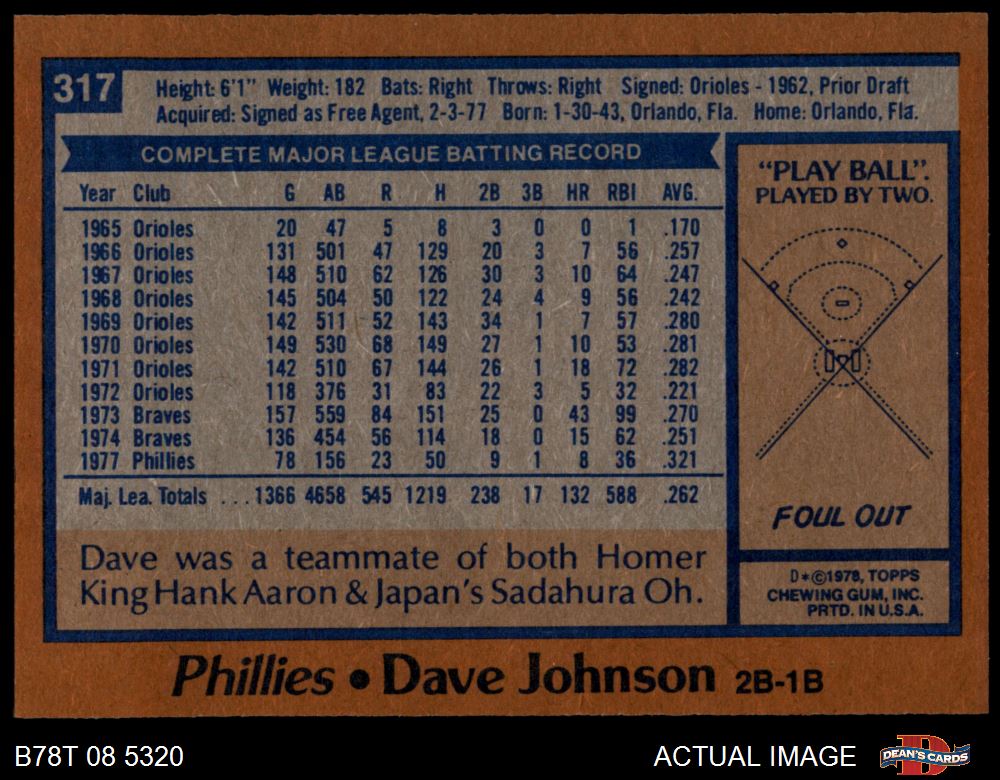 317
Height: 6'1" Weight: 182 Bats: Right Throws: Right Signed: Orioles - 1962, Prior Draft
Acquired: Signed as Free Agent, 2-3-77 Born: 1-30-43, Orlando, Fla. Home: Orlando, Fla.
COMPLETE MAJOR LEAGUE BATTING RECORD
Year Club G AB R H 2B 3B HR RBI AVG.
1965 Orioles 20 47 5 8 3 0 0 1 .170
1966 Orioles 131 501 47 129 20 3 7 56 .257
1967 Orioles 148 510 62 126 30 3 10 64 .247
1968 Orioles 145 504 50 122 24 4 9 56 .242
1969 Orioles 142 511 52 143 34 1 7 57 .280
1970 Orioles 149 530 68 149 27 1 10 53 .281
1971 Orioles 142 510 67 144 26 1 18 72 .282
1972 Orioles 118 376 31 83 22 3 5 32 .221
1973 Braves 157 559 84 151 25 0 43 99 .270
1974 Braves 136 454 56 114 18 0 15 62 .251
1977 Phillies 78 156 23 50 9 1 8 36 .321
Maj. Lea. Totals ...1366 4658 545 1219 238 17 132 588 .262
Dave was a teammate of both Homer
King Hank Aaron & Japan's Sadahura Oh.
"PLAY BALL".
PLAYED BY TWO.
FOUL OUT
D*©1978, TOPPS
CHEWING GUM, INC.
PRTD. IN U.S.A.
Phillies • Dave Johnson 2B-1B
B78T 08 5320
ACTUAL IMAGE
DEAN'S CARDS